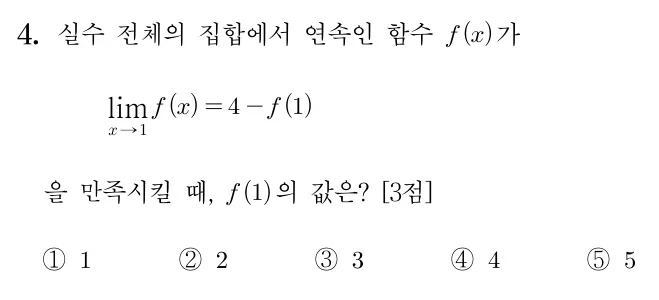 4. 실수 전체의 집합에서 연속인 함수 f(x)가
lim f(x) = 4 − f(1)
x→1
을 만족시킬 때, f(1)의 값은? [3점]
① 1 ② 2 ③ 3 ④ 4 ⑤ 5